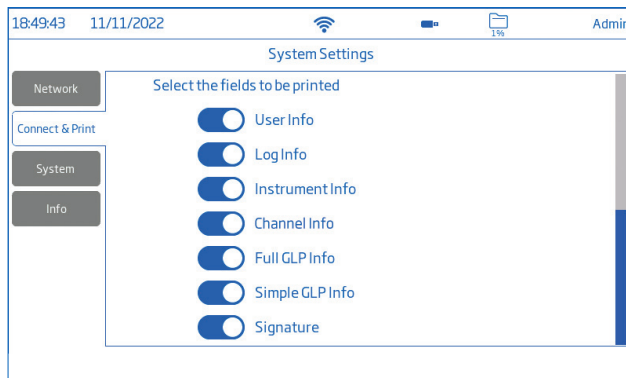 18:49:43 11/11/2022 1% Admin
System Settings
Network
Connect & Print
System
Info
Select the fields to be printed
User Info
Log Info
Instrument Info
Channel Info
Full GLP Info
Simple GLP Info
Signature